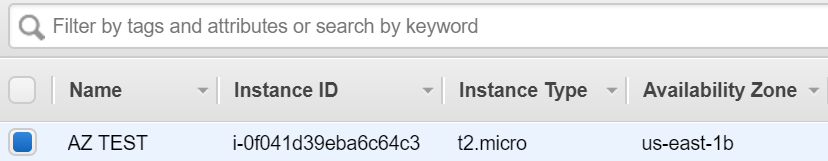 Filter by tags and attributes or search by keyword
Name Instance ID Instance Type Availability Zone
AZ TEST i-0f041d39eba6c64c3 t2.micro us-east-1b